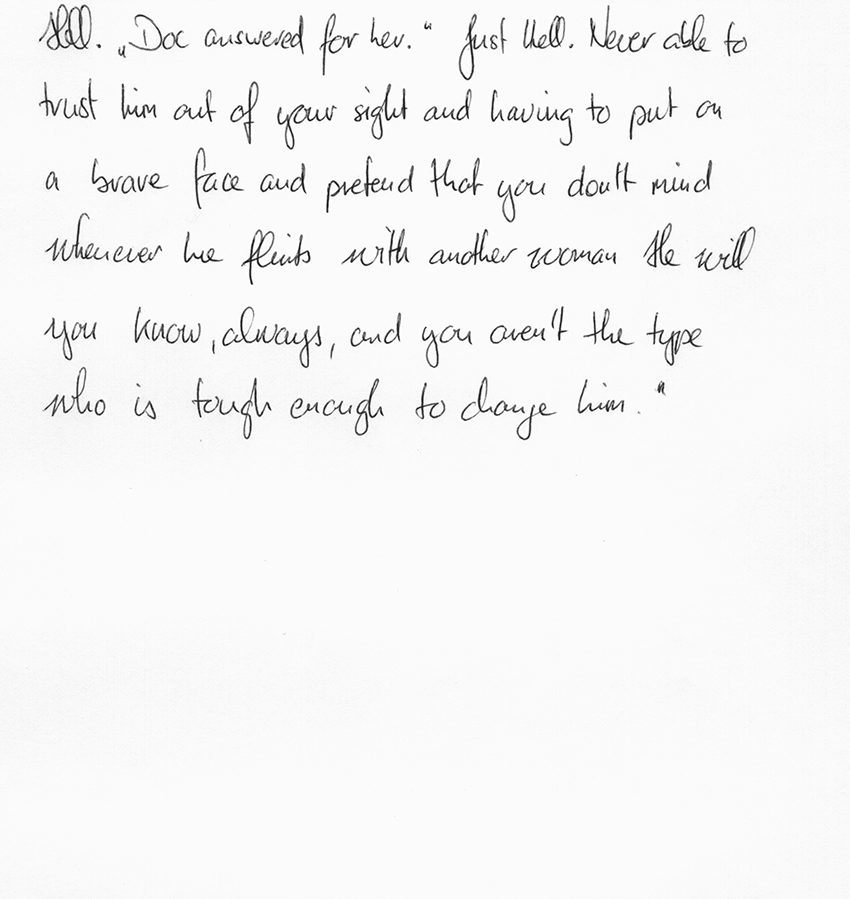 Hell. „Doc answered for her.“ Just Hell. Never able to
trust him out of your sight and having to put on
a brave face and pretend that you don't mind
whenever he flirts with another woman He will
you know, always, and you aren't the type
who is tough enough to change him."